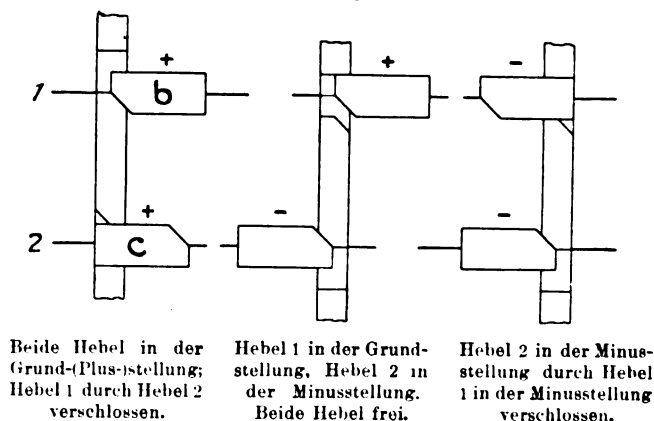 + + -
1 b
+ - -
2 c
Beide Hebel in der
Grund-(Plus-)stellung;
Hebel 1 durch Hebel 2
verschlossen.
Hebel 1 in der Grund-
stellung, Hebel 2 in
der Minusstellung.
Beide Hebel frei.
Hebel 2 in der Minus-
stellung durch Hebel
1 in der Minusstellung
verschlossen.